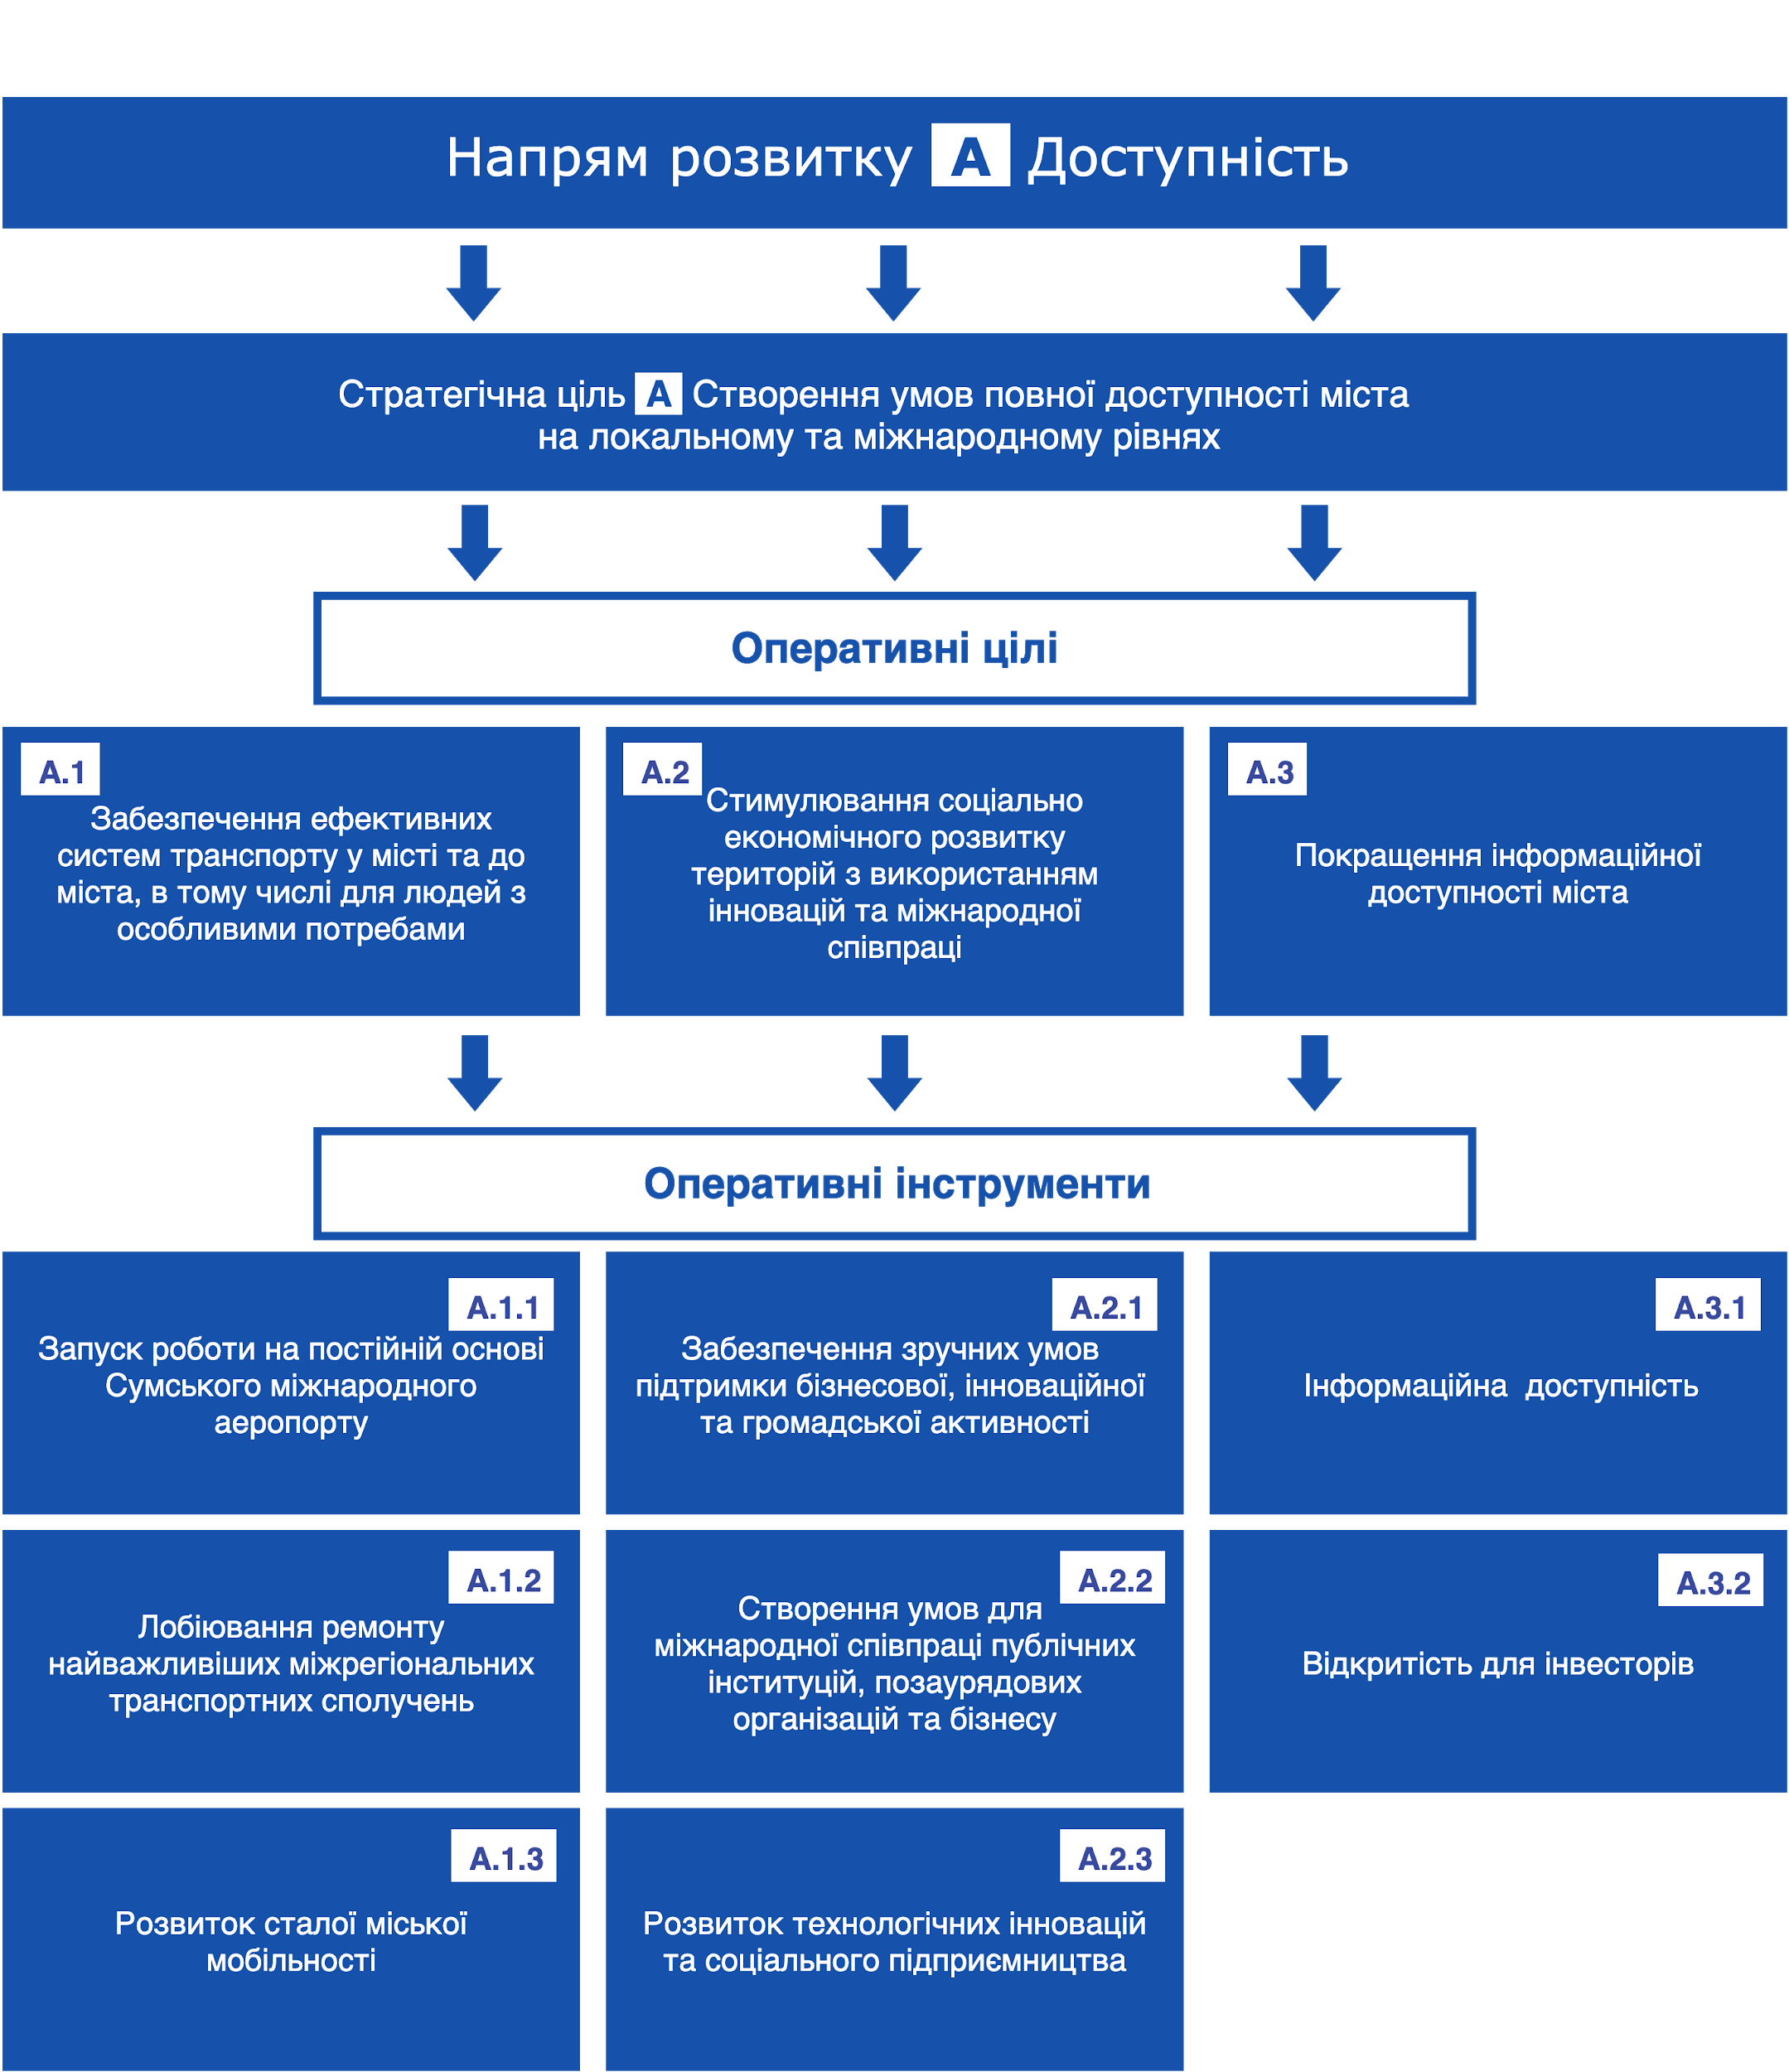 Напрям розвитку А Доступність
Стратегічна ціль А Створення умов повної доступності міста
на локальному та міжнародному рівнях
Оперативні цілі
А.1
Забезпечення ефективних
систем транспорту у місті та до
міста, в тому числі для людей з
особливими потребами
А.2
Стимулювання соціально
економічного розвитку
територій з використанням
інновацій та міжнародної
співпраці
А.3
Покращення інформаційної
доступності міста
Оперативні інструменти
А.1.1
Запуск роботи на постійній основі
Сумського міжнародного
аеропорту
А.2.1
Забезпечення зручних умов
підтримки бізнесової, інноваційної
та громадської активності
А.3.1
Інформаційна  доступність
А.1.2
Лобіювання ремонту
найважливіших міжрегіональних
транспортних сполучень
А.2.2
Створення умов для
міжнародної співпраці публічних
інституцій, позаурядових
організацій та бізнесу
А.3.2
Відкритість для інвесторів
А.1.3
Розвиток сталої міської
мобільності
А.2.3
Розвиток технологічних інновацій
та соціального підприємництва